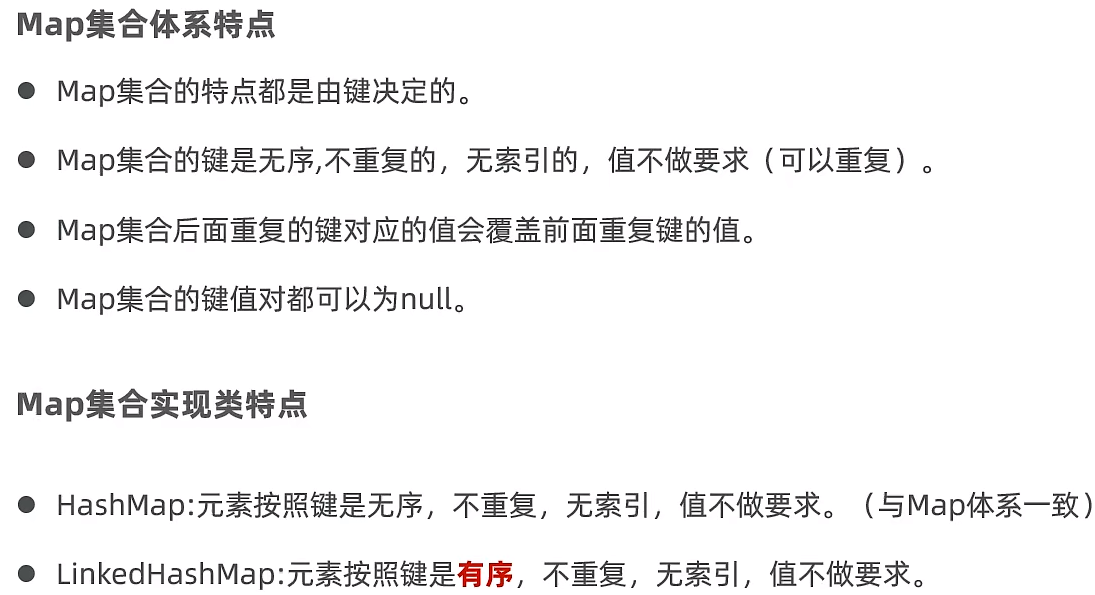 Map集合体系特点
● Map集合的特点都是由键决定的。
● Map集合的键是无序,不重复的，无索引的，值不做要求（可以重复）。
● Map集合后面重复的键对应的值会覆盖前面重复键的值。
● Map集合的键值对都可以为null。
Map集合实现类特点
● HashMap:元素按照键是无序，不重复，无索引，值不做要求。（与Map体系一致）
● LinkedHashMap:元素按照键是有序，不重复，无索引，值不做要求。